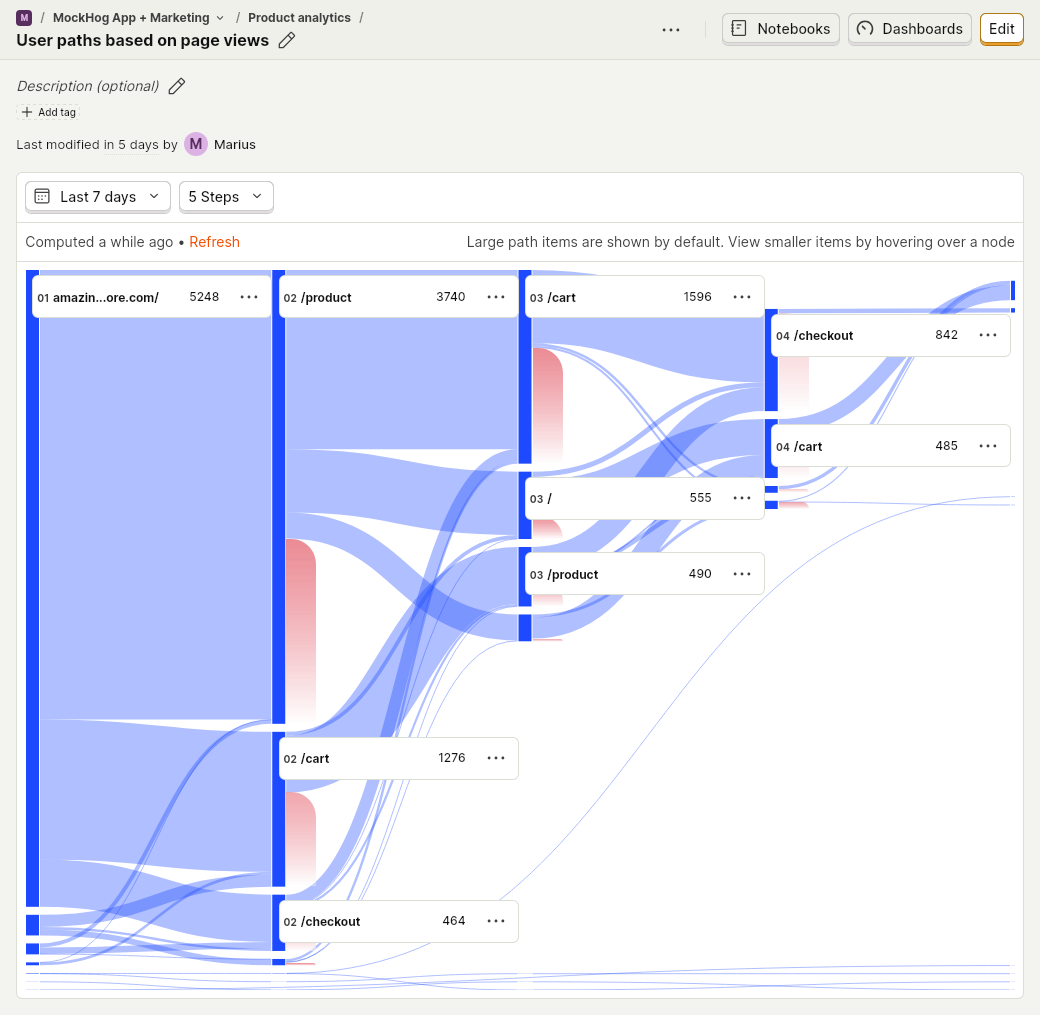 M / MockHog App + Marketing / Product analytics /
User paths based on page views
Notebooks
Dashboards
Edit
Description (optional)
Add tag
Last modified in 5 days by M Marius
Last 7 days
5 Steps
Computed a while ago • Refresh
Large path items are shown by default. View smaller items by hovering over a node
01 amazin...ore.com/ 5248
02 /product 3740
03 /cart 1596
04 /checkout 842
04 /cart 485
03 / 555
03 /product 490
02 /cart 1276
02 /checkout 464